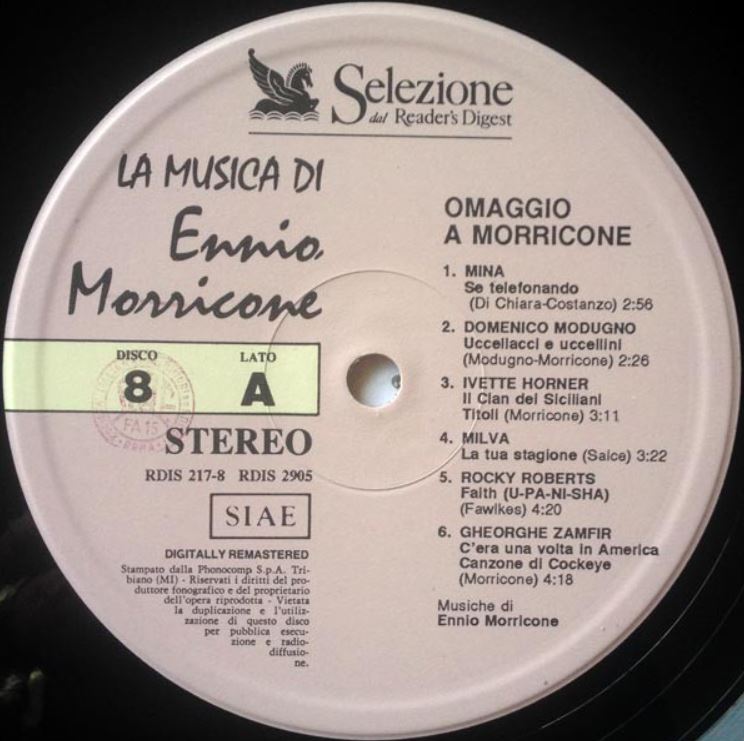 Selezione
dal Reader's Digest
LA MUSICA DI
Ennio
Morricone
DISCO LATO
8 A
FA 15
STEREO
RDIS 217-8 RDIS 2905
SIAE
DIGITALLY REMASTERED
Stampato dalla Phonocomp S.p.A. Tri-
biano (MI) - Riservati i diritti del pro-
duttore fonografico e del proprietario
dell'opera riprodotta - Vietata
la duplicazione e l'utiliz-
zazione di questo disco
per pubblica esecu-
zione e radio-
diffusio-
ne.
OMAGGIO
A MORRICONE
1. MINA
Se telefonando
(Di Chiara-Costanzo) 2:56
2. DOMENICO MODUGNO
Uccellacci e uccellini
(Modugno-Morricone) 2:26
3. IVETTE HORNER
Il Clan dei Siciliani
Titoli (Morricone) 3:11
4. MILVA
La tua stagione (Salce) 3:22
5. ROCKY ROBERTS
Faith (U-PA-NI-SHA)
(Fawlkes) 4:20
6. GHEORGHE ZAMFIR
C'era una volta in America
Canzone di Cockeye
(Morricone) 4:18
Musiche di
Ennio Morricone